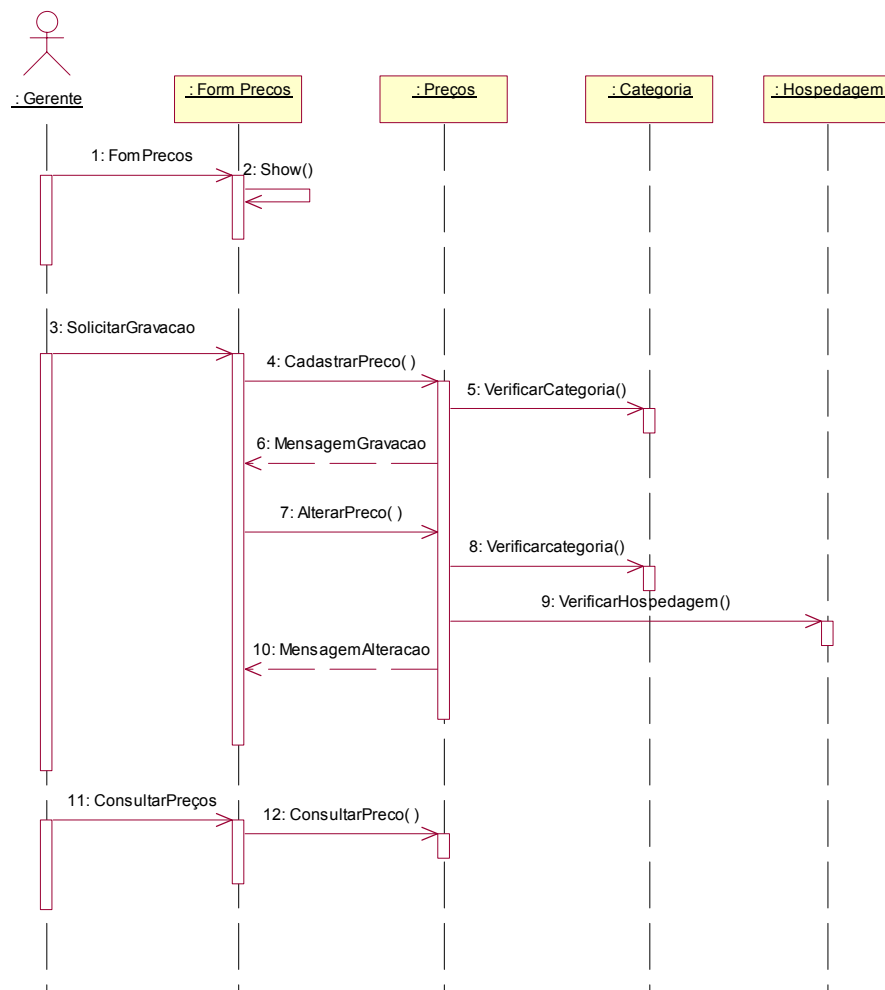 : Gerente
: Form Precos
: Preços
: Categoria
: Hospedagem
1: FomPrecos
2: Show()
3: SolicitarGravacao
4: CadastrarPreco( )
5: VerificarCategoria()
6: MensagemGravacao
7: AlterarPreco( )
8: Verificarcategoria()
9: VerificarHospedagem()
10: MensagemAlteracao
11: ConsultarPreços
12: ConsultarPreco( )